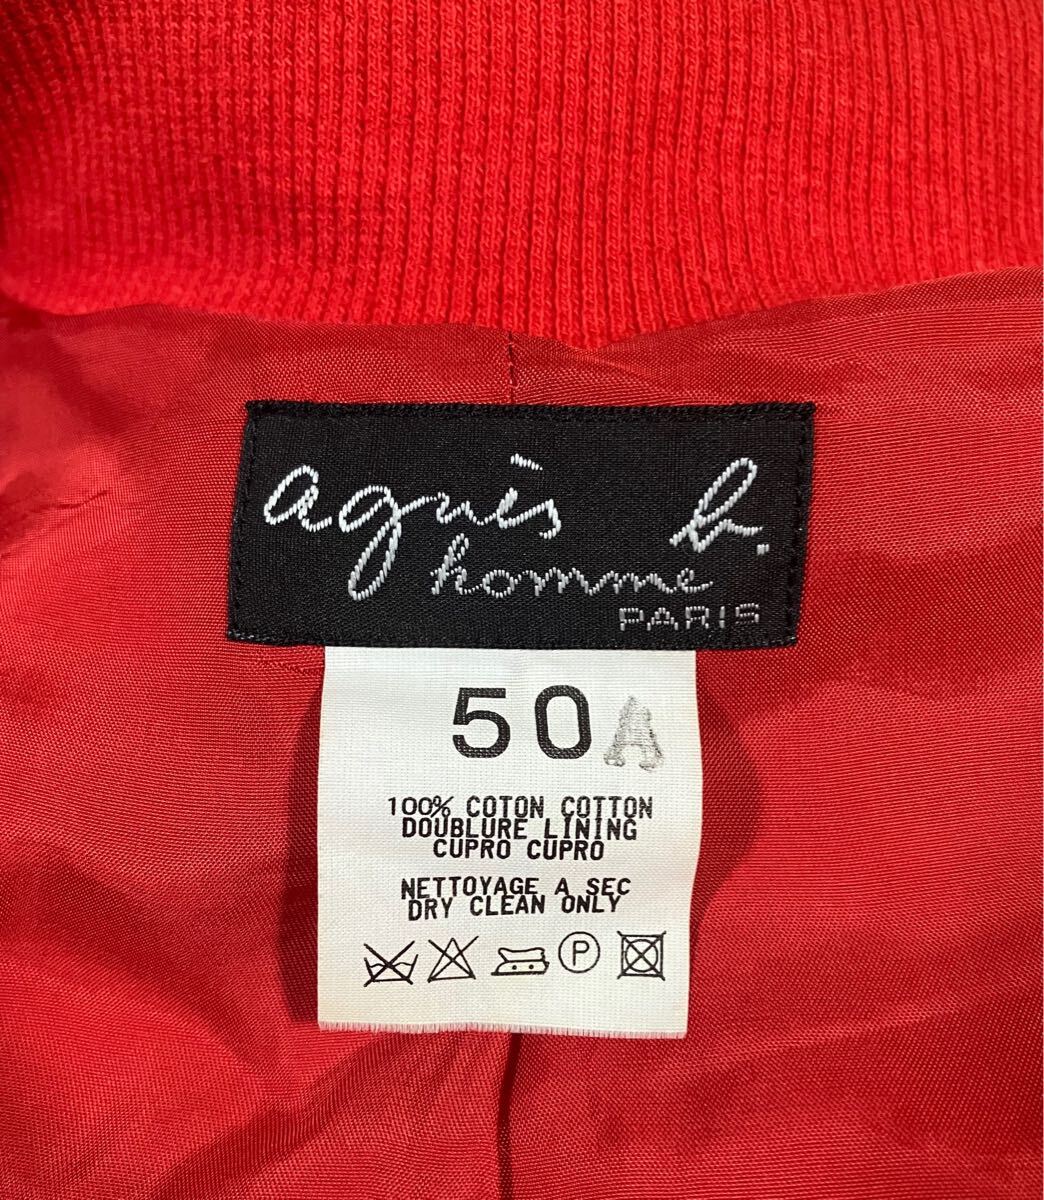 agnès b.
homme
PARIS
50A
100% COTON COTTON
DOUBLURE LINING
CUPRO CUPRO
NETTOYAGE A SEC
DRY CLEAN ONLY
P